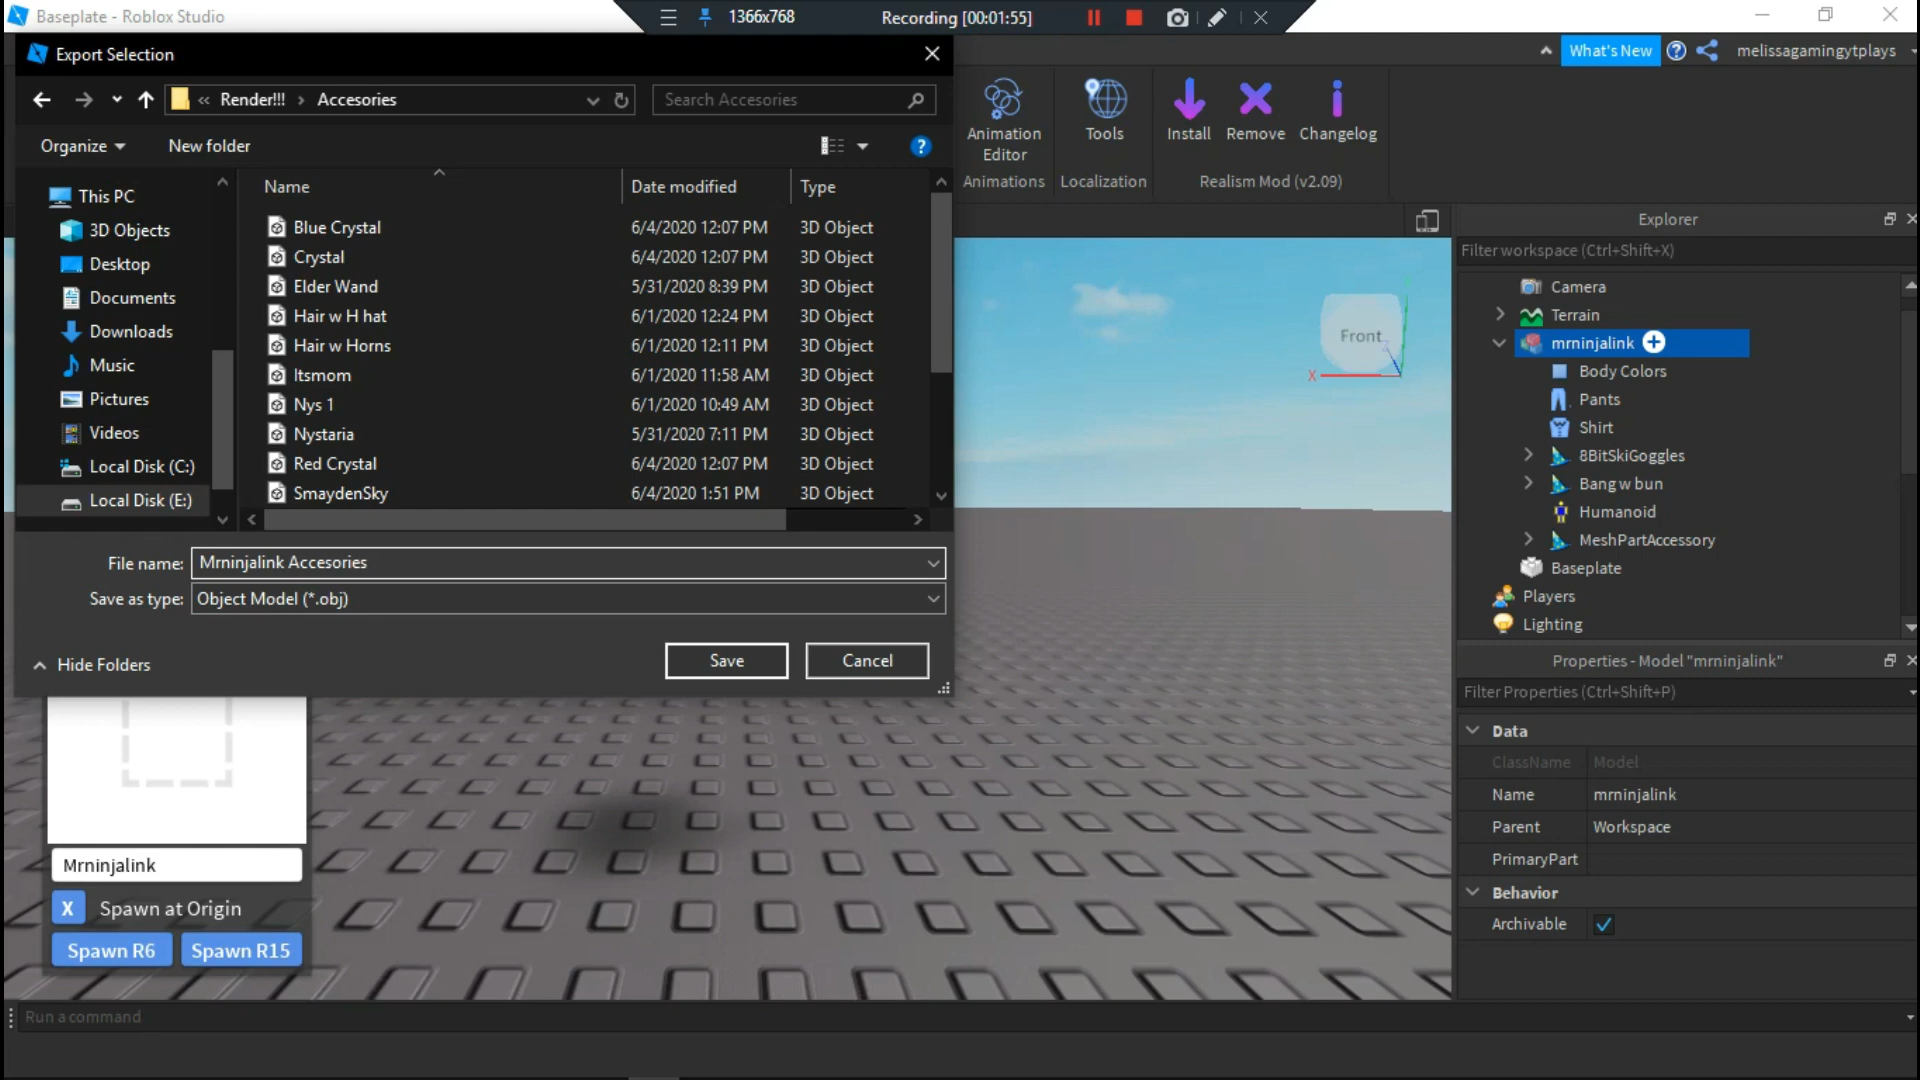 Baseplate - Roblox Studio
1366x768
Recording [00:01:55]
Export Selection
What's New
melissagamingytplays
« Render!!! › Accesories
Search Accesories
Organize
New folder
Animation Editor
Tools
Install
Remove
Changelog
Animations
Localization
Realism Mod (v2.09)
Name
Date modified
Type
This PC
3D Objects
Desktop
Documents
Downloads
Music
Pictures
Videos
Local Disk (C:)
Local Disk (E:)
Blue Crystal 6/4/2020 12:07 PM 3D Object
Crystal 6/4/2020 12:07 PM 3D Object
Elder Wand 5/31/2020 8:39 PM 3D Object
Hair w H hat 6/1/2020 12:24 PM 3D Object
Hair w Horns 6/1/2020 12:11 PM 3D Object
Itsmom 6/1/2020 11:58 AM 3D Object
Nys 1 6/1/2020 10:49 AM 3D Object
Nystaria 5/31/2020 7:11 PM 3D Object
Red Crystal 6/4/2020 12:07 PM 3D Object
SmaydenSky 6/4/2020 1:51 PM 3D Object
File name: Mrninjalink Accesories
Save as type: Object Model (*.obj)
Hide Folders
Save
Cancel
Front
X
Explorer
Filter workspace (Ctrl+Shift+X)
Camera
Terrain
mrninjalink
Body Colors
Pants
Shirt
8BitSkiGoggles
Bang w bun
Humanoid
MeshPartAccessory
Baseplate
Players
Lighting
Properties - Model "mrninjalink"
Filter Properties (Ctrl+Shift+P)
Data
ClassName Model
Name mrninjalink
Parent Workspace
PrimaryPart
Behavior
Archivable
Mrninjalink
X Spawn at Origin
Spawn R6
Spawn R15
Run a command